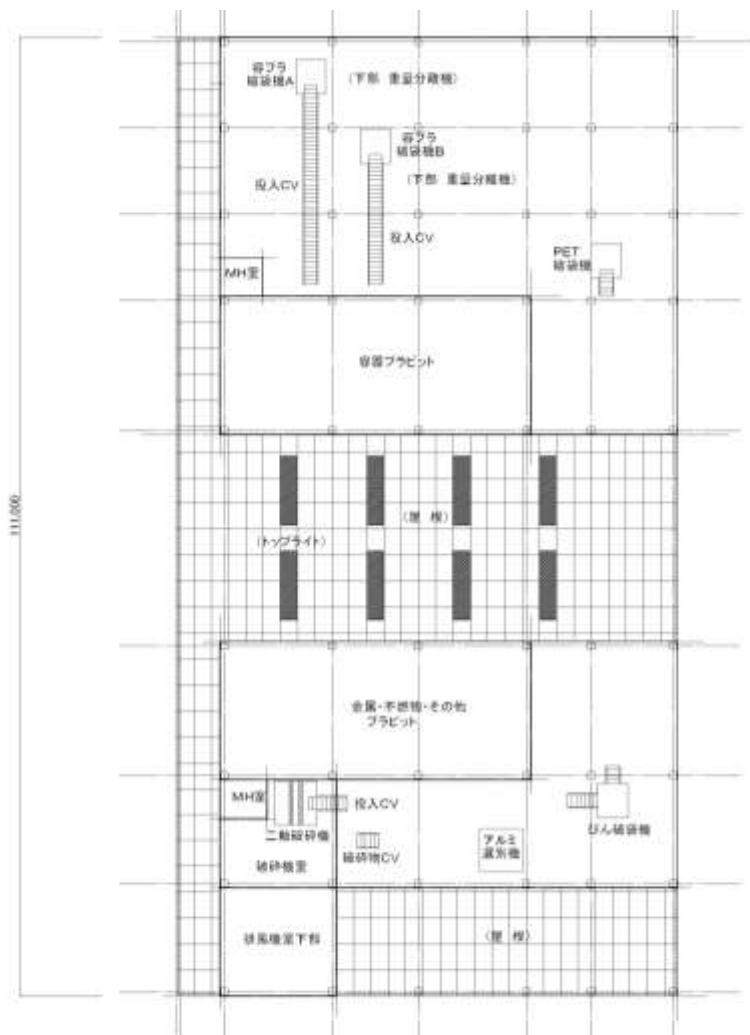 容プラ
破袋機A
(下部 重量分離機)
容プラ
破袋機B
(下部 重量分離機)
投入CV
投入CV
PET
破袋機
MH室
容器プラピット
111,000
(屋 根)
(トップライト)
金属・不燃物・その他
プラピット
MH室
投入CV
二軸破砕機
破砕物CV
アルミ
選別機
びん破袋機
破砕機室
排風機室下部
(屋 根)